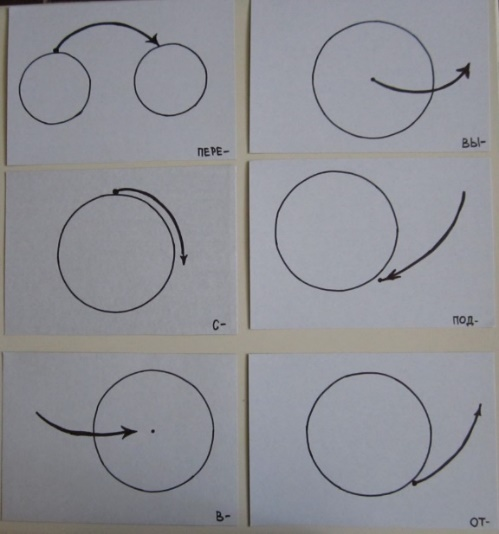 ПЕРЕ-
ВЫ-
С-
ПОД-
В-
ОТ-